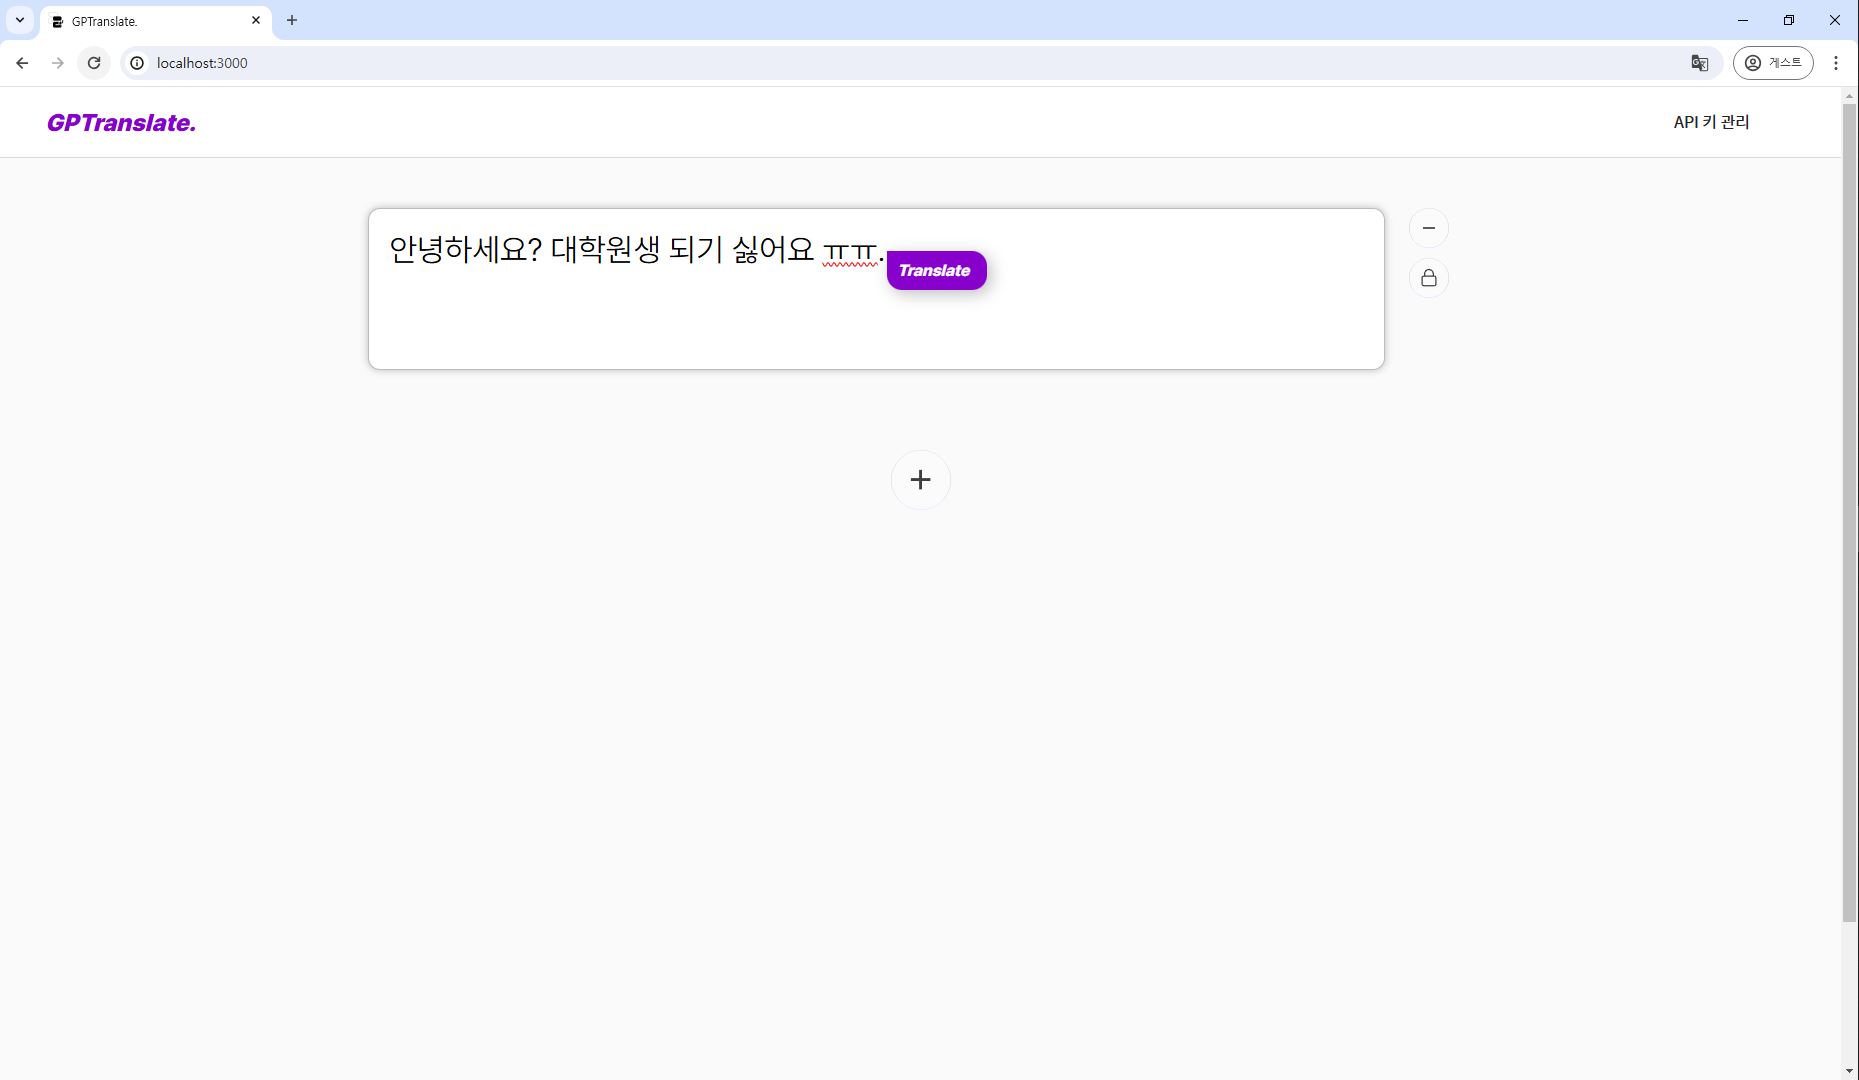 GPTranslate.
localhost:3000
게스트
GPTranslate.
API 키 관리
안녕하세요? 대학원생 되기 싫어요 ㅠㅠ.
Translate